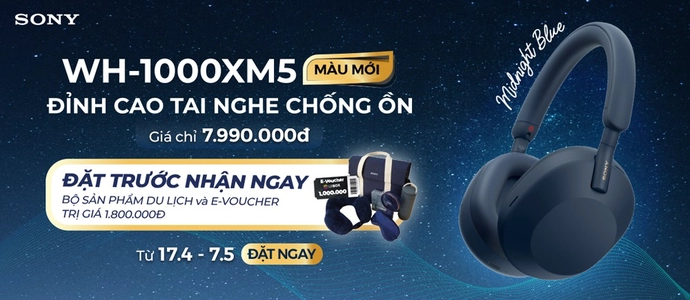 SONY
WH-1000XM5 MÀU MỚI
ĐỈNH CAO TAI NGHE CHỐNG ỒN
Giá chỉ 7.990.000đ
Midnight Blue
SONY
ĐẶT TRƯỚC NHẬN NGAY
BỘ SẢN PHẨM DU LỊCH và E-VOUCHER
TRỊ GIÁ 1.800.000Đ
E-Voucher
1.000.000
Từ 17.4 - 7.5 ĐẶT NGAY